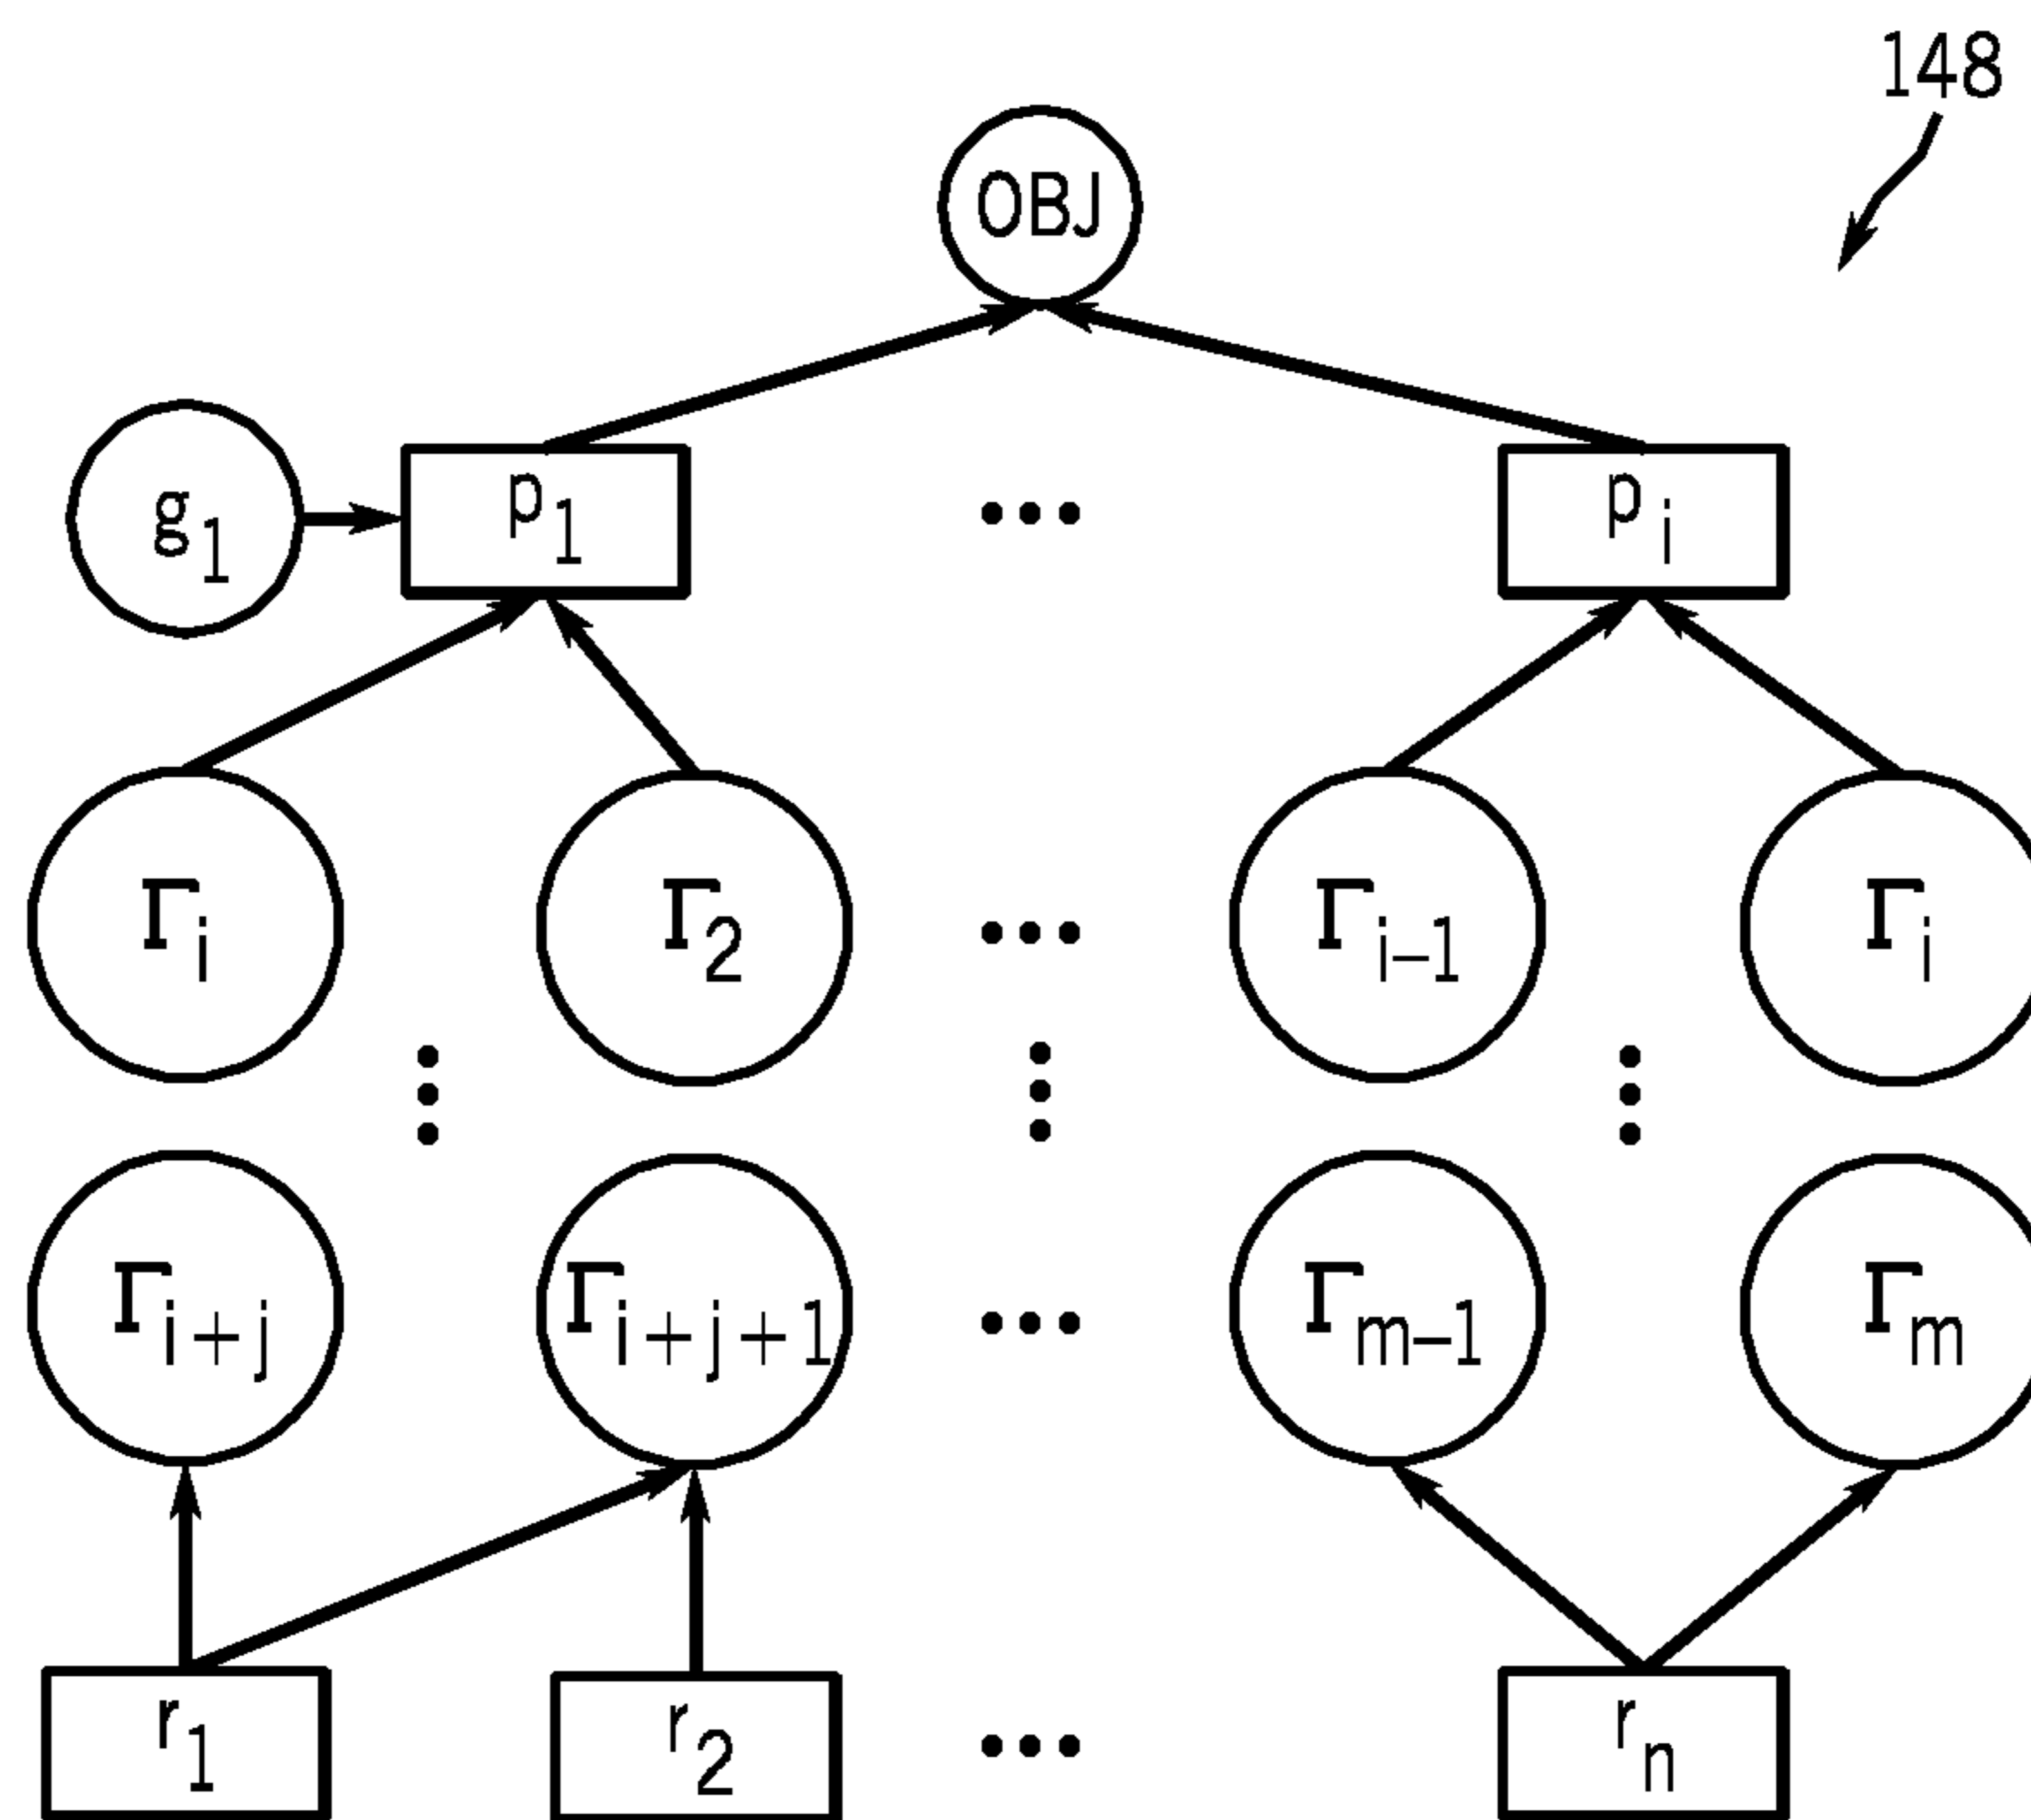 148
OBJ
g1 p1 ••• pi
Γi Γ2 ••• Γi-1 Γi
Γi+j Γi+j+1 ••• Γm-1 Γm
r1 r2 ••• rn